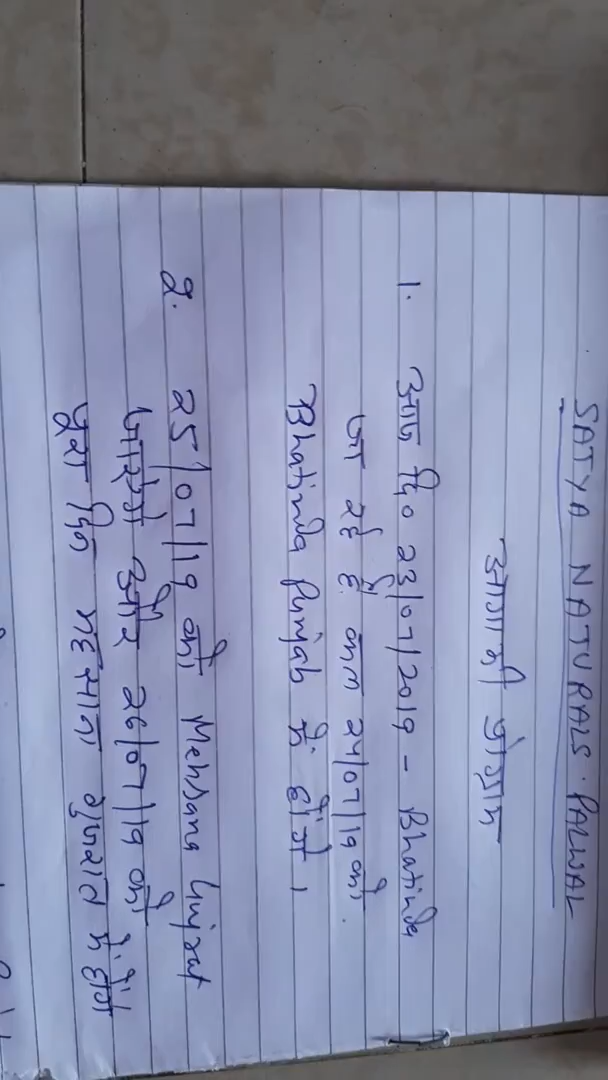 SATYA NATURALS. PALWAL
आगामी प्रोग्राम
1. आज दि० 23/07/2019 - Bhatinda
जा रहे हैं कल 24/07/19 को
Bhatinda Punjab में होंगे।
2. 25/07/19 को Mehsana Gujrat
जाएंगे और 26/07/19 को
पूरा दिन महसाना गुजरात में होंगे